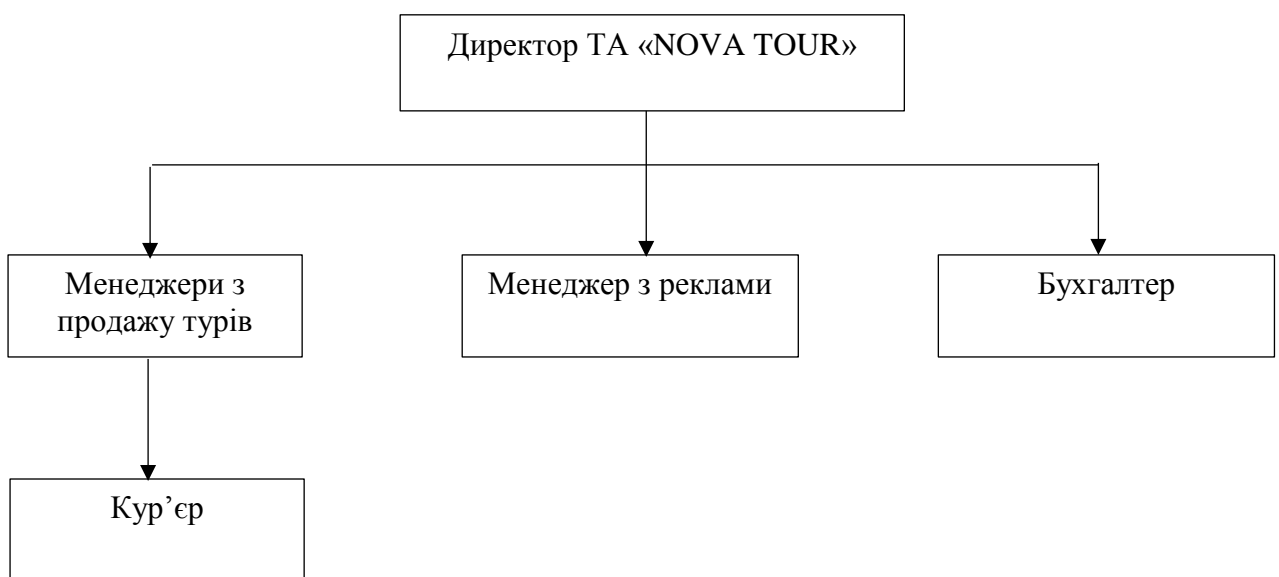 Директор ТА «NOVA TOUR»
Менеджери з
продажу турів
Менеджер з реклами
Бухгалтер
Кур’єр